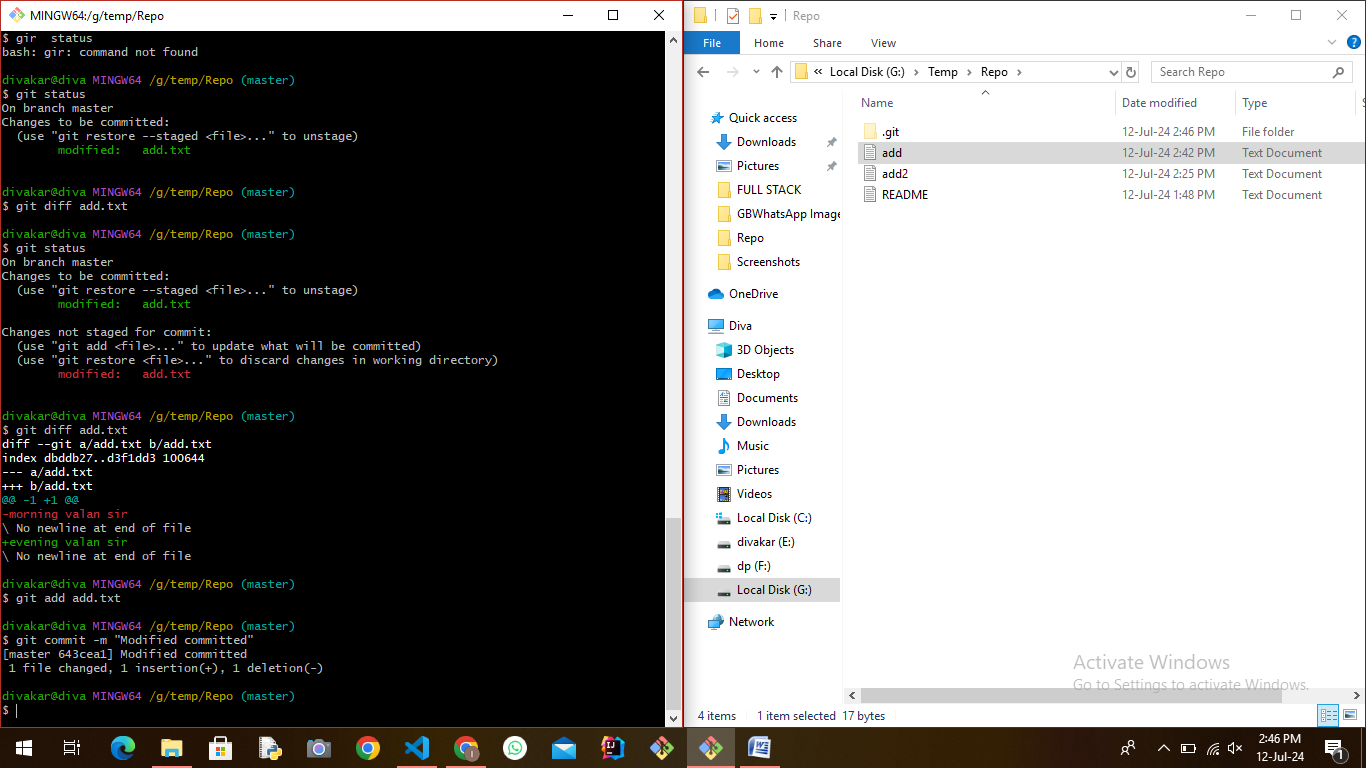 MINGW64:/g/temp/Repo
$ gir  status
bash: gir: command not found
divakar@diva MINGW64 /g/temp/Repo (master)
$ git status
On branch master
Changes to be committed:
  (use "git restore --staged <file>..." to unstage)
        modified:   add.txt
divakar@diva MINGW64 /g/temp/Repo (master)
$ git diff add.txt
divakar@diva MINGW64 /g/temp/Repo (master)
$ git status
On branch master
Changes to be committed:
  (use "git restore --staged <file>..." to unstage)
        modified:   add.txt
Changes not staged for commit:
  (use "git add <file>..." to update what will be committed)
  (use "git restore <file>..." to discard changes in working directory)
        modified:   add.txt
divakar@diva MINGW64 /g/temp/Repo (master)
$ git diff add.txt
diff --git a/add.txt b/add.txt
index dbddb27..d3f1dd3 100644
--- a/add.txt
+++ b/add.txt
@@ -1 +1 @@
-morning valan sir
\ No newline at end of file
+evening valan sir
\ No newline at end of file
divakar@diva MINGW64 /g/temp/Repo (master)
$ git add add.txt
divakar@diva MINGW64 /g/temp/Repo (master)
$ git commit -m "Modified committed"
[master 643cea1] Modified committed
 1 file changed, 1 insertion(+), 1 deletion(-)
divakar@diva MINGW64 /g/temp/Repo (master)
$
Repo
File Home Share View
« Local Disk (G:) Temp Repo
Search Repo
Quick access
Downloads
Pictures
FULL STACK
GBWhatsApp Image
Repo
Screenshots
OneDrive
Diva
3D Objects
Desktop
Documents
Downloads
Music
Pictures
Videos
Local Disk (C:)
divakar (E:)
dp (F:)
Local Disk (G:)
Network
Name Date modified Type
.git 12-Jul-24 2:46 PM File folder
add 12-Jul-24 2:42 PM Text Document
add2 12-Jul-24 2:25 PM Text Document
README 12-Jul-24 1:48 PM Text Document
Activate Windows
Go to Settings to activate Windows.
4 items 1 item selected 17 bytes
2:46 PM
12-Jul-24
1